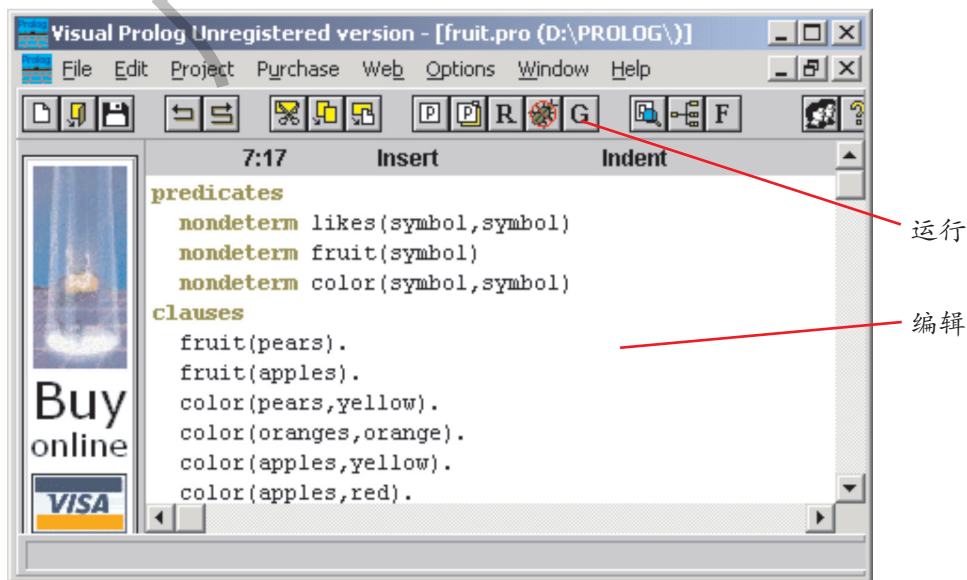 Visual Prolog Unregistered version - [fruit.pro (D:\PROLOG\)]
File Edit Project Purchase Web Options Window Help
P P R G F ?
7:17 Insert Indent
predicates
nondeterm likes(symbol,symbol)
nondeterm fruit(symbol)
nondeterm color(symbol,symbol)
clauses
fruit(pears).
fruit(apples).
color(pears,yellow).
color(oranges,orange).
color(apples,yellow).
color(apples,red).
Buy
online
VISA
运行
编辑